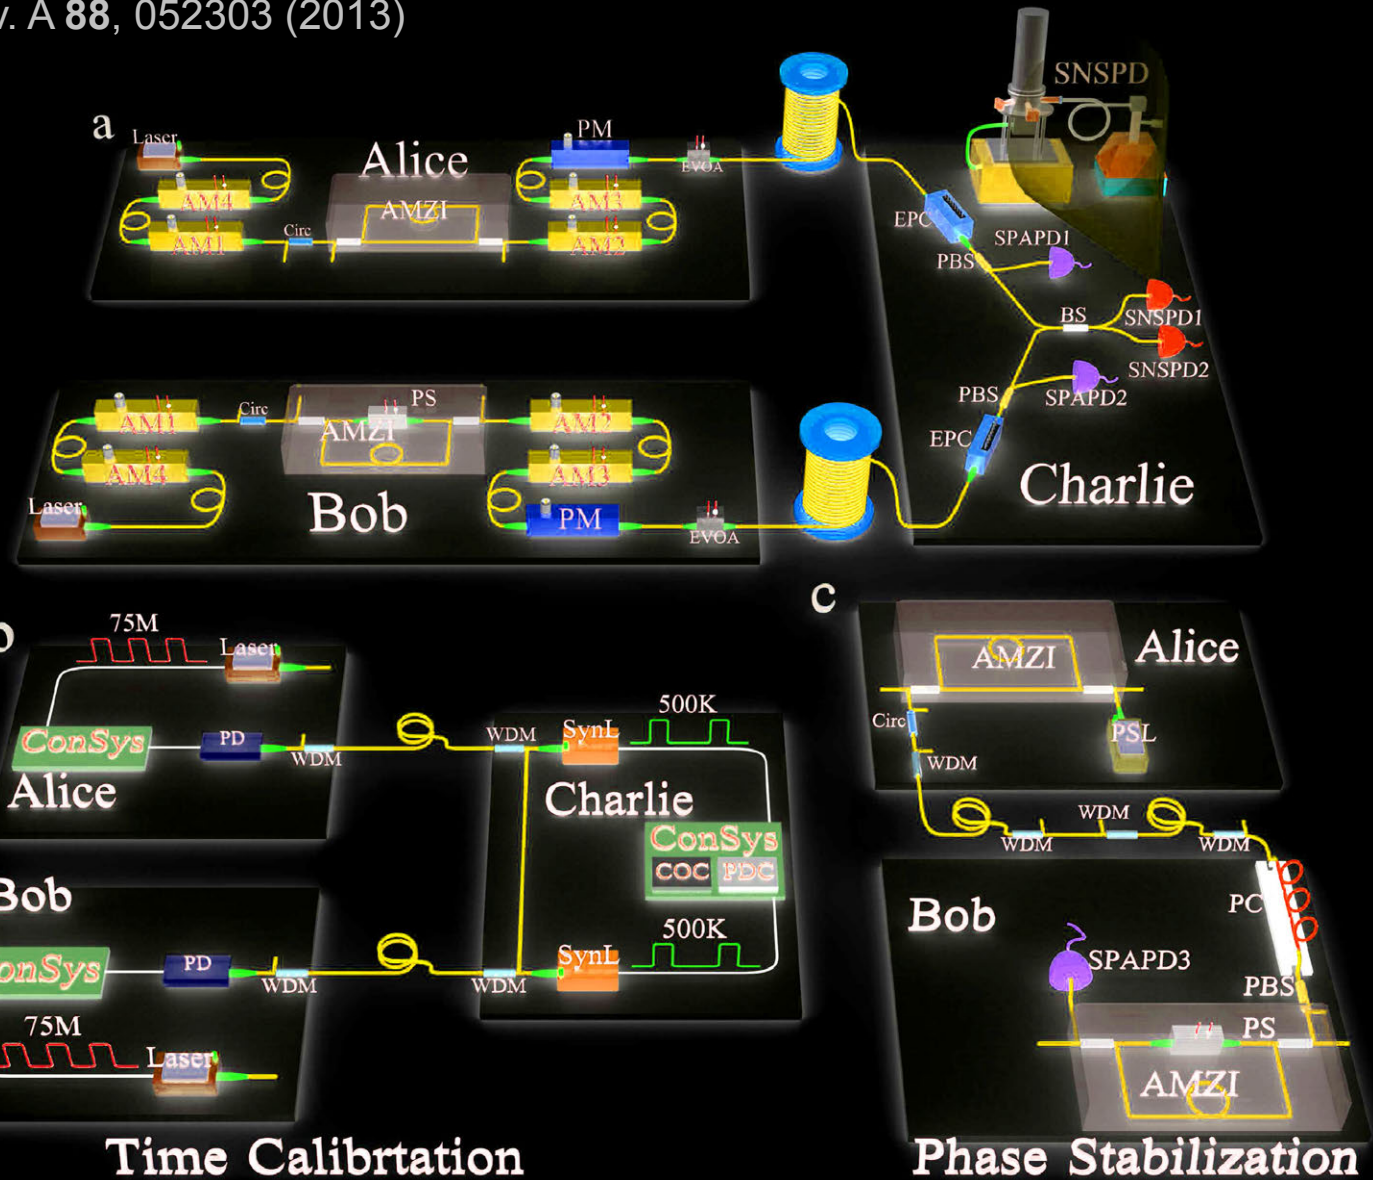 v. A 88, 052303 (2013)
a
Laser
AM4
AM1
Circ
Alice
AMZI
PM
AM3
AM2
EVOA
SNSPD
EPC
PBS
SPAPD1
BS
SNSPD1
SNSPD2
PBS
SPAPD2
EPC
Charlie
AM1
AM4
Laser
Circ
PS
AMZI
Bob
AM2
AM3
PM
EVOA
b
75M
Laser
ConSys
PD
WDM
Alice
WDM
SynL
500K
Charlie
ConSys
COC
PDC
500K
SynL
WDM
Bob
onSys
PD
WDM
75M
Laser
Time Calibrtation
c
AMZI
Alice
Circ
WDM
PSL
WDM
WDM
WDM
Bob
PC
SPAPD3
PBS
PS
AMZI
Phase Stabilization